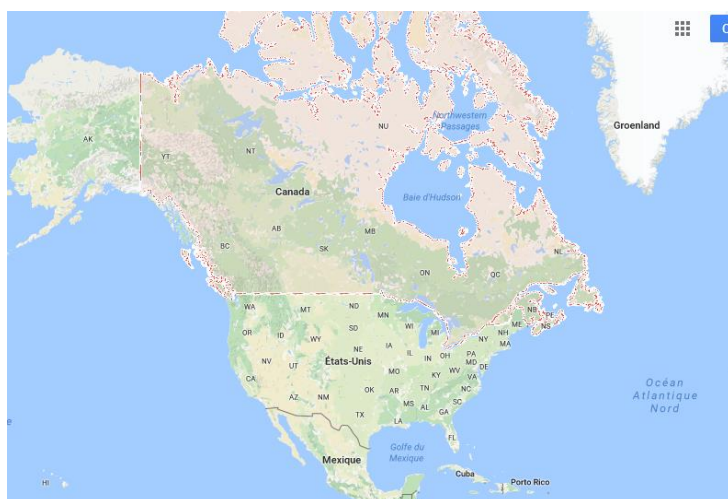 Groenland
Northwestern
Passages
NU
AK
YT
NT
Canada
Baie d'Hudson
BC
AB
SK
MB
ON
QC
NL
NB
PE
NS
WA
MT
ND
MN
ME
OR
ID
SD
WI
MI
NY
NH
MA
WY
NE
IA
IL
IN
OH
PA
MD
DE
NV
UT
États-Unis
MO
KY
WV
VA
CA
AZ
NM
OK
AR
TN
NC
TX
LA
MS
AL
GA
SC
FL
Océan
Atlantique
Nord
Golfe du
Mexique
Mexique
Cuba
Porto Rico
HI